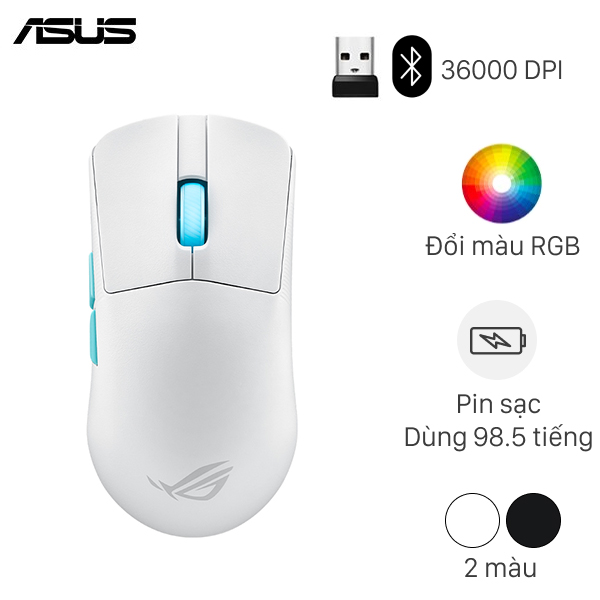 ASUS
36000 DPI
Đổi màu RGB
Pin sạc
Dùng 98.5 tiếng
2 màu